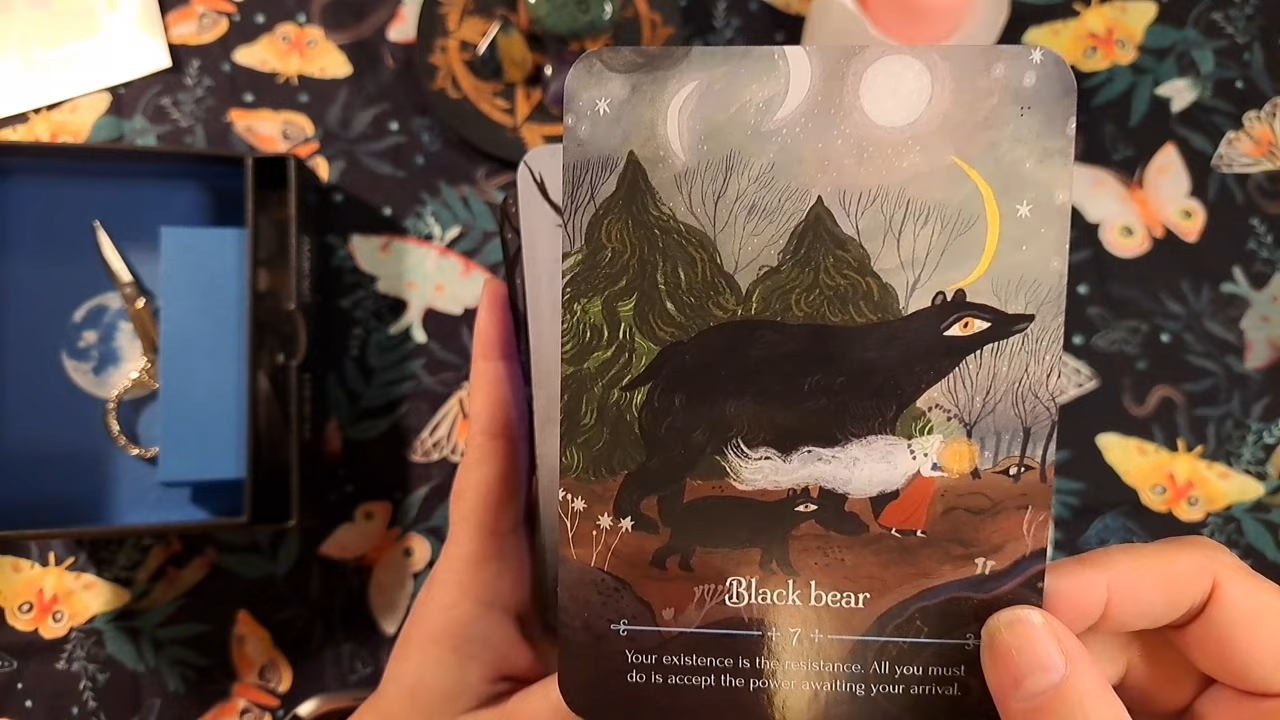 Black bear
7
Your existence is the resistance. All you must
do is accept the power awaiting your arrival.